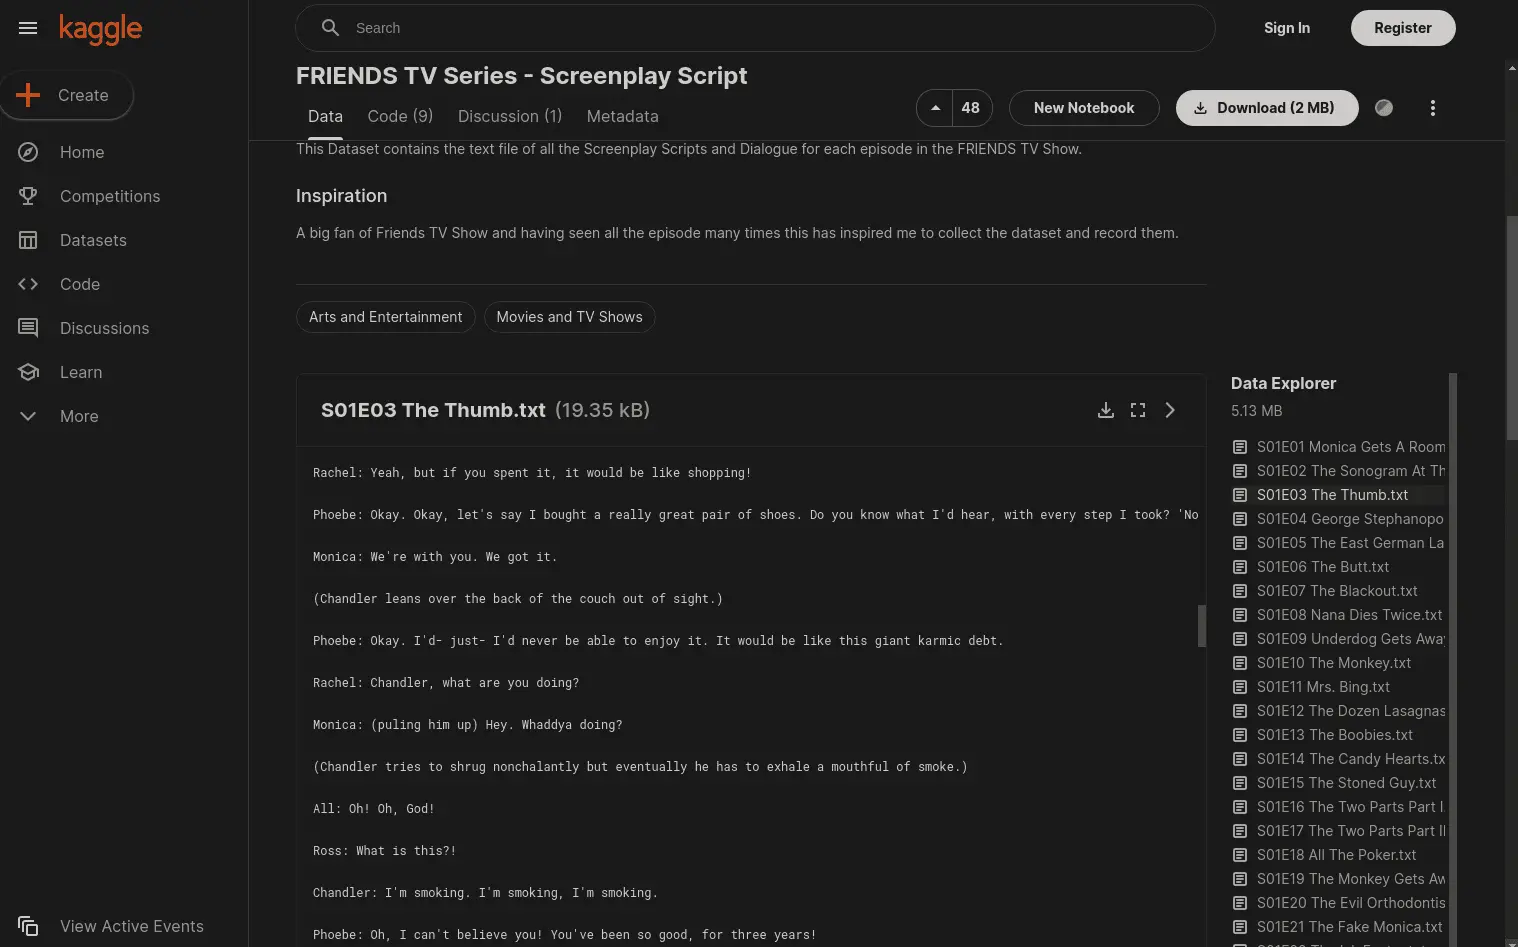 kaggle
Search
Sign In
Register
Create
Home
Competitions
Datasets
Code
Discussions
Learn
More
View Active Events
FRIENDS TV Series - Screenplay Script
Data
Code (9)
Discussion (1)
Metadata
48
New Notebook
Download (2 MB)
This Dataset contains the text file of all the Screenplay Scripts and Dialogue for each episode in the FRIENDS TV Show.
Inspiration
A big fan of Friends TV Show and having seen all the episode many times this has inspired me to collect the dataset and record them.
Arts and Entertainment
Movies and TV Shows
S01E03 The Thumb.txt (19.35 kB)
Rachel: Yeah, but if you spent it, it would be like shopping!
Phoebe: Okay. Okay, let's say I bought a really great pair of shoes. Do you know what I'd hear, with every step I took? 'No
Monica: We're with you. We got it.
(Chandler leans over the back of the couch out of sight.)
Phoebe: Okay. I'd- just- I'd never be able to enjoy it. It would be like this giant karmic debt.
Rachel: Chandler, what are you doing?
Monica: (puling him up) Hey. Whaddya doing?
(Chandler tries to shrug nonchalantly but eventually he has to exhale a mouthful of smoke.)
All: Oh! Oh, God!
Ross: What is this?!
Chandler: I'm smoking. I'm smoking, I'm smoking.
Phoebe: Oh, I can't believe you! You've been so good, for three years!
Data Explorer
5.13 MB
S01E01 Monica Gets A Room
S01E02 The Sonogram At Th
S01E03 The Thumb.txt
S01E04 George Stephanopo
S01E05 The East German La
S01E06 The Butt.txt
S01E07 The Blackout.txt
S01E08 Nana Dies Twice.txt
S01E09 Underdog Gets Away
S01E10 The Monkey.txt
S01E11 Mrs. Bing.txt
S01E12 The Dozen Lasagnas
S01E13 The Boobies.txt
S01E14 The Candy Hearts.tx
S01E15 The Stoned Guy.txt
S01E16 The Two Parts Part I.
S01E17 The Two Parts Part II
S01E18 All The Poker.txt
S01E19 The Monkey Gets Aw
S01E20 The Evil Orthodontis
S01E21 The Fake Monica.txt